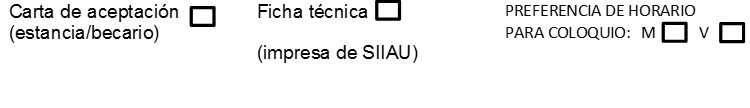 Carta de aceptación
(estancia/becario)
Ficha técnica
(impresa de SIIAU)
PREFERENCIA DE HORARIO
PARA COLOQUIO: M V